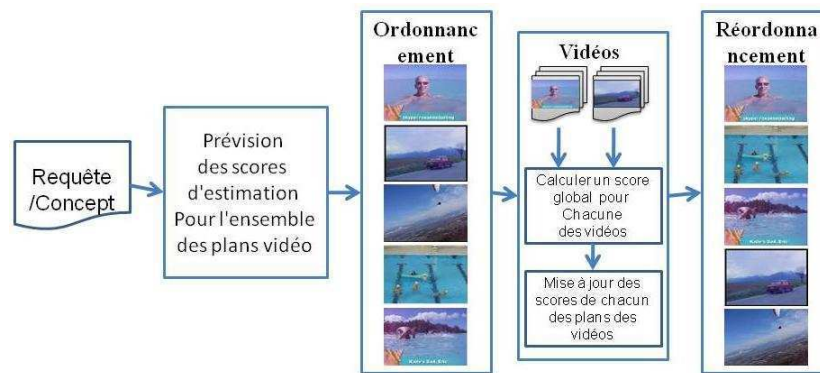 Requête
/Concept
Prévision
des scores
d'estimation
Pour l'ensemble
des plans vidéo
Ordonnanc
ement
Vidéos
Calculer un score
global pour
Chacune
des vidéos
Mise à jour des
scores de chacun
des plans des
vidéos
Réordonna
ncement